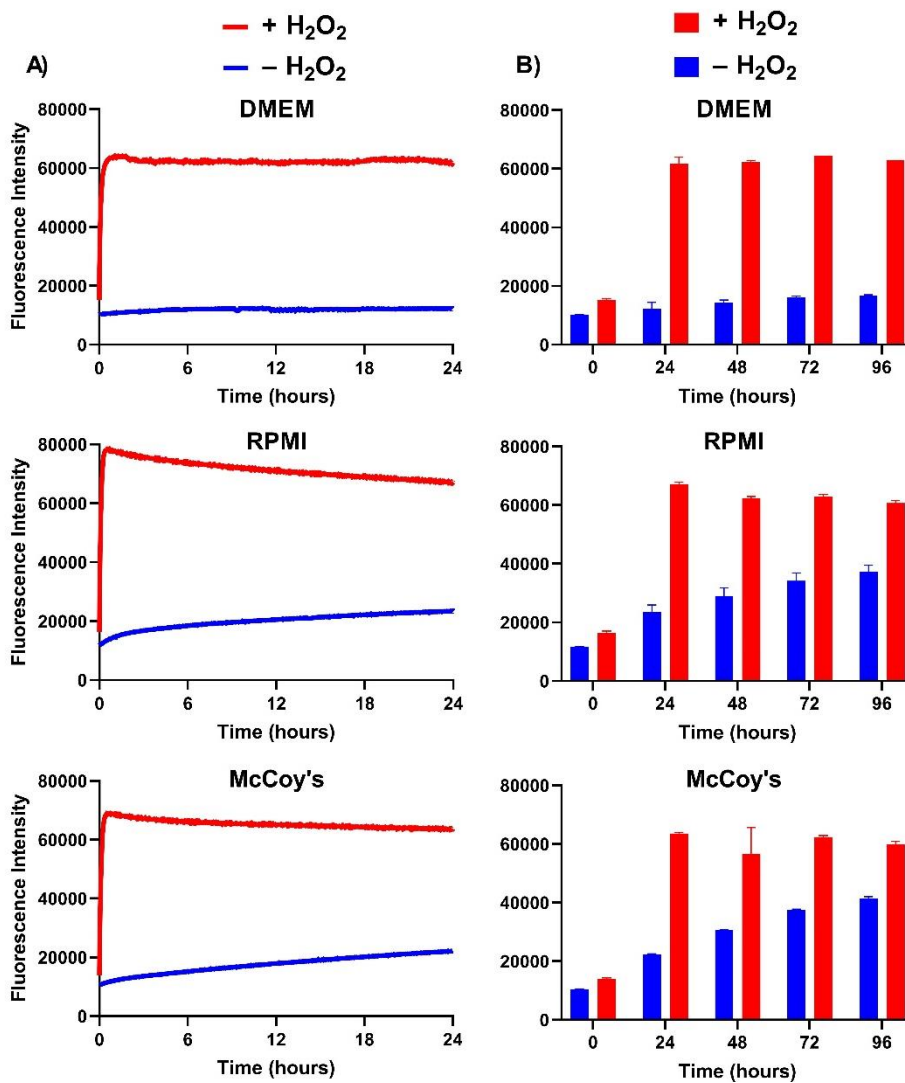 + H₂O₂
– H₂O₂
A)
DMEM
Fluorescence Intensity
80000
60000
40000
20000
0
0 6 12 18 24
Time (hours)
+ H₂O₂
– H₂O₂
B)
DMEM
80000
60000
40000
20000
0
0 24 48 72 96
Time (hours)
RPMI
Fluorescence Intensity
80000
60000
40000
20000
0
0 6 12 18 24
Time (hours)
RPMI
80000
60000
40000
20000
0
0 24 48 72 96
Time (hours)
McCoy's
Fluorescence Intensity
80000
60000
40000
20000
0
0 6 12 18 24
Time (hours)
McCoy's
80000
60000
40000
20000
0
0 24 48 72 96
Time (hours)